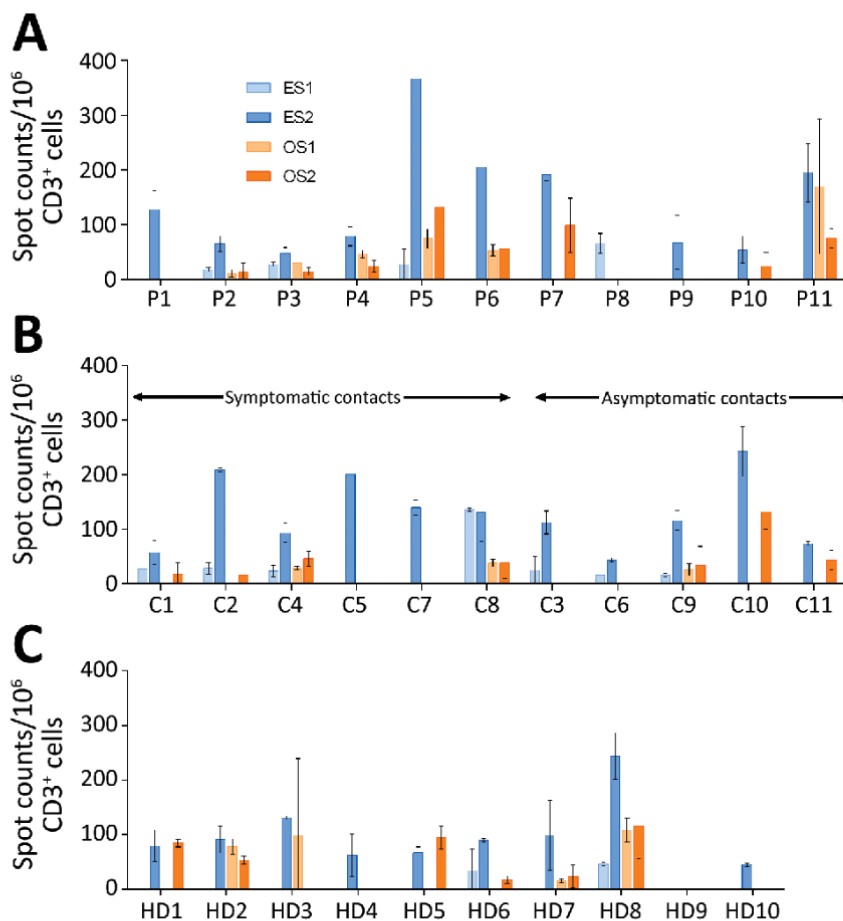 A
Spot counts/10⁶
CD3⁺ cells
400
300
200
100
0
ES1
ES2
OS1
OS2
P1 P2 P3 P4 P5 P6 P7 P8 P9 P10 P11
B
Spot counts/10⁶
CD3⁺ cells
400
300
200
100
0
Symptomatic contacts Asymptomatic contacts
C1 C2 C4 C5 C7 C8 C3 C6 C9 C10 C11
C
Spot counts/10⁶
CD3⁺ cells
400
300
200
100
0
HD1 HD2 HD3 HD4 HD5 HD6 HD7 HD8 HD9 HD10